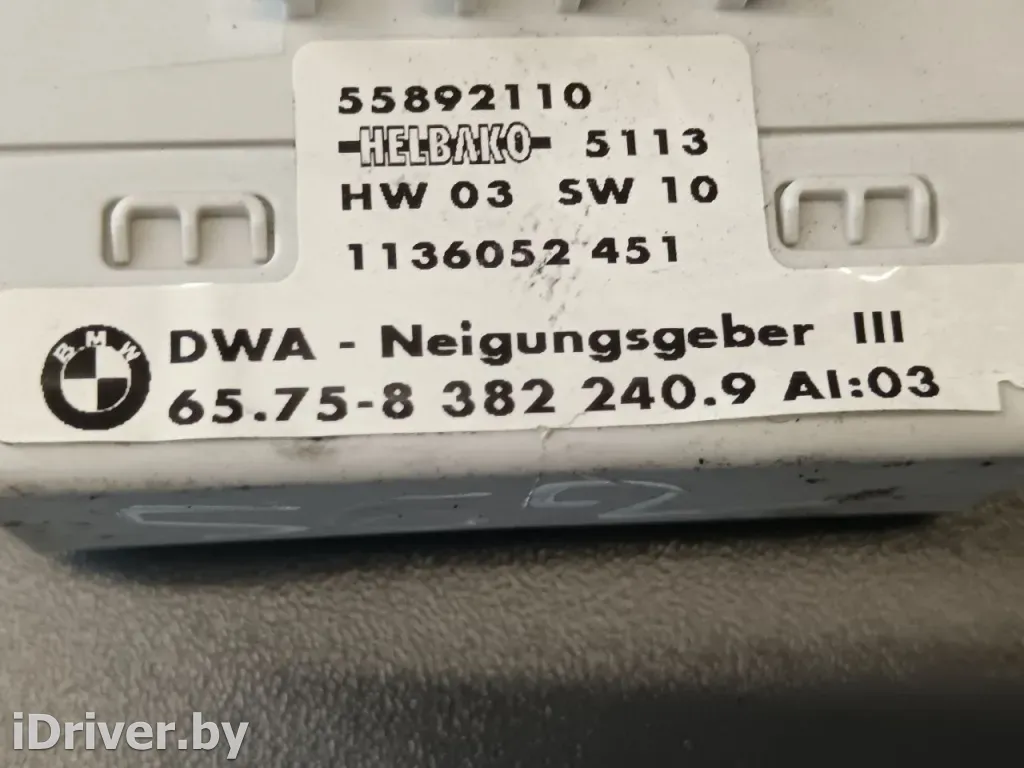 55892110
HELBAKO 5113
HW 03 SW 10
1136052 451
BMW
DWA - Neigungsgeber III
65.75-8 382 240.9 AI:03
iDriver.by